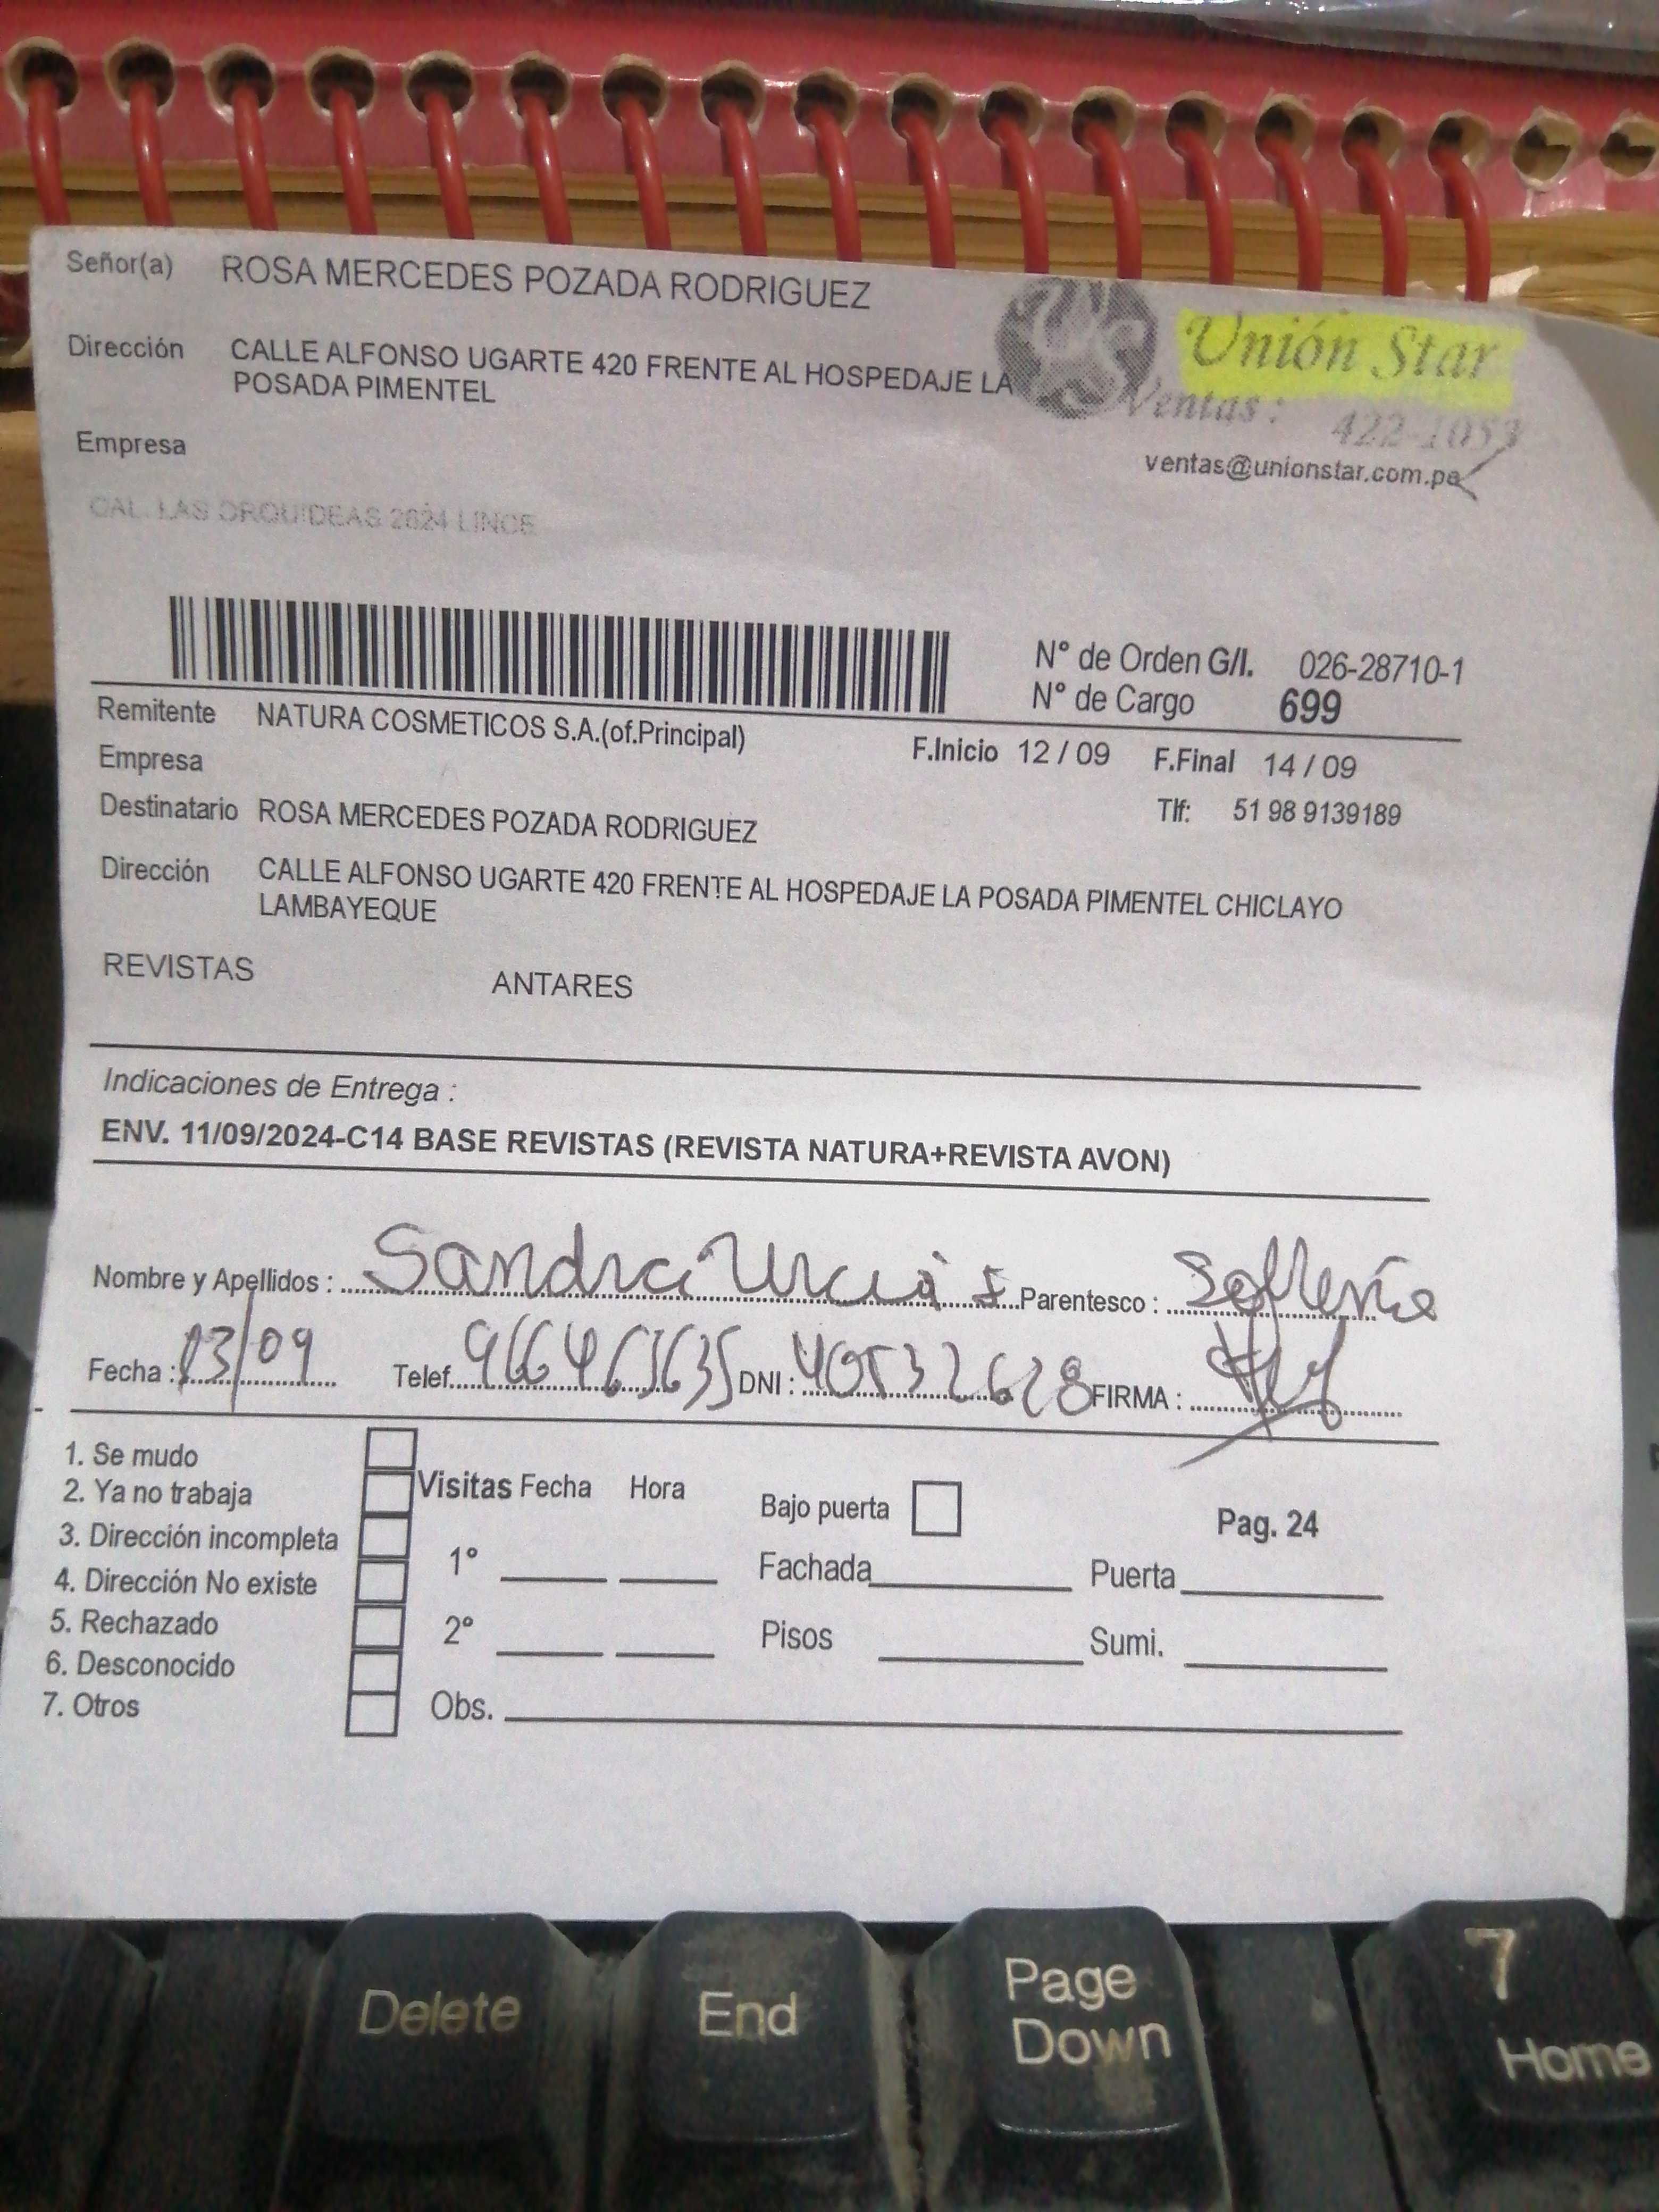 Señor(a) ROSA MERCEDES POZADA RODRIGUEZ
Dirección CALLE ALFONSO UGARTE 420 FRENTE AL HOSPEDAJE LA
POSADA PIMENTEL
Unión Star
Ventas: 422-1053
ventas@unionstar.com.pe
Empresa
CAL. LAS ORQUIDEAS 2624 LINCE
N° de Orden G/I. 026-28710-1
N° de Cargo 699
Remitente NATURA COSMETICOS S.A.(of.Principal)
F.Inicio 12 / 09 F.Final 14 / 09
Empresa
Destinatario ROSA MERCEDES POZADA RODRIGUEZ Tlf: 51 98 9139189
Dirección CALLE ALFONSO UGARTE 420 FRENTE AL HOSPEDAJE LA POSADA PIMENTEL CHICLAYO
LAMBAYEQUE
REVISTAS ANTARES
Indicaciones de Entrega :
ENV. 11/09/2024-C14 BASE REVISTAS (REVISTA NATURA+REVISTA AVON)
Nombre y Apellidos : Sandra Parentesco :
Fecha : 13/09 Telef. DNI : 40532628 FIRMA :
1. Se mudo
2. Ya no trabaja
3. Dirección incompleta
4. Dirección No existe
5. Rechazado
6. Desconocido
7. Otros
Visitas Fecha Hora
1°
2°
Obs.
Bajo puerta Pag. 24
Fachada Puerta
Pisos Sumi.
Delete
End
Page
Down
7
Home